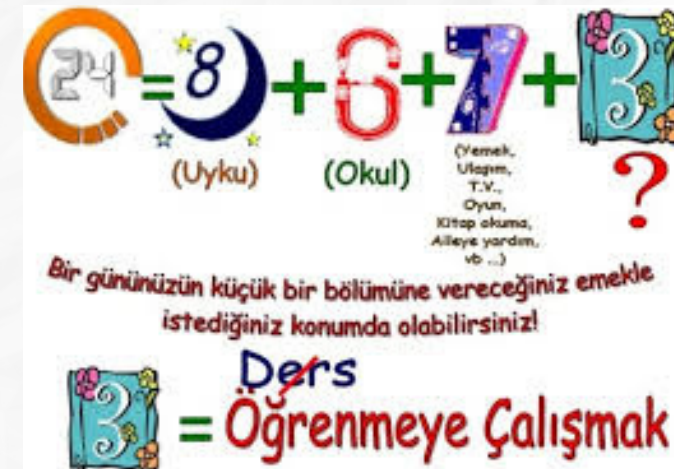 24 = 8 + 6 + 7 + 3
(Uyku) (Okul) (Yemek,
Ulaşım,
T.V.,
Oyun,
Kitap okuma,
Aileye yardım,
vb ...)
?
Bir gününüzün küçük bir bölümüne vereceğiniz emekle
istediğiniz konumda olabilirsiniz!
Ders
3 = Öğrenmeye Çalışmak